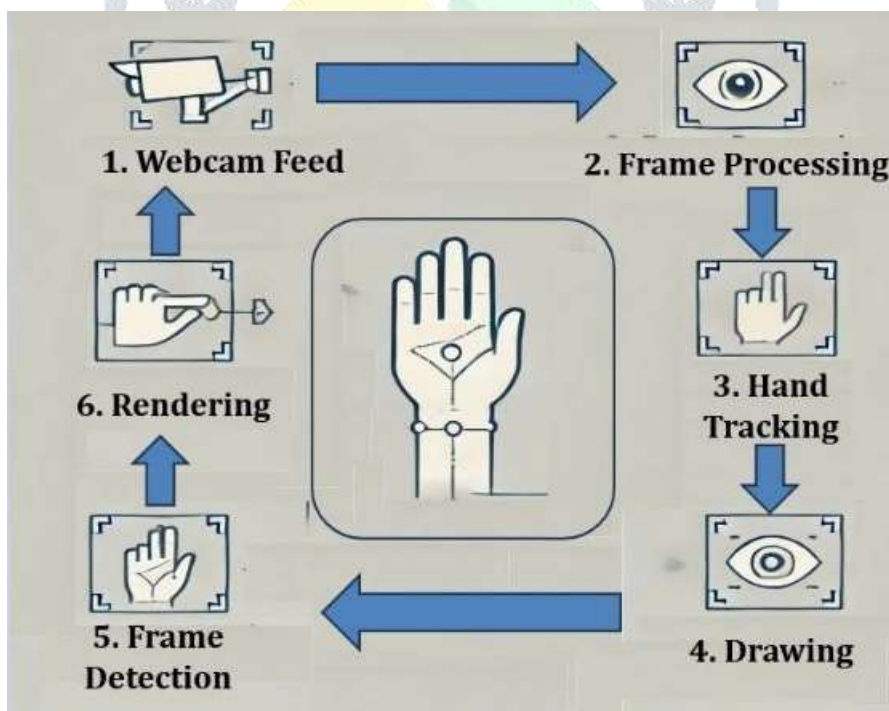 1. Webcam Feed
2. Frame Processing
3. Hand
Tracking
4. Drawing
5. Frame
Detection
6. Rendering